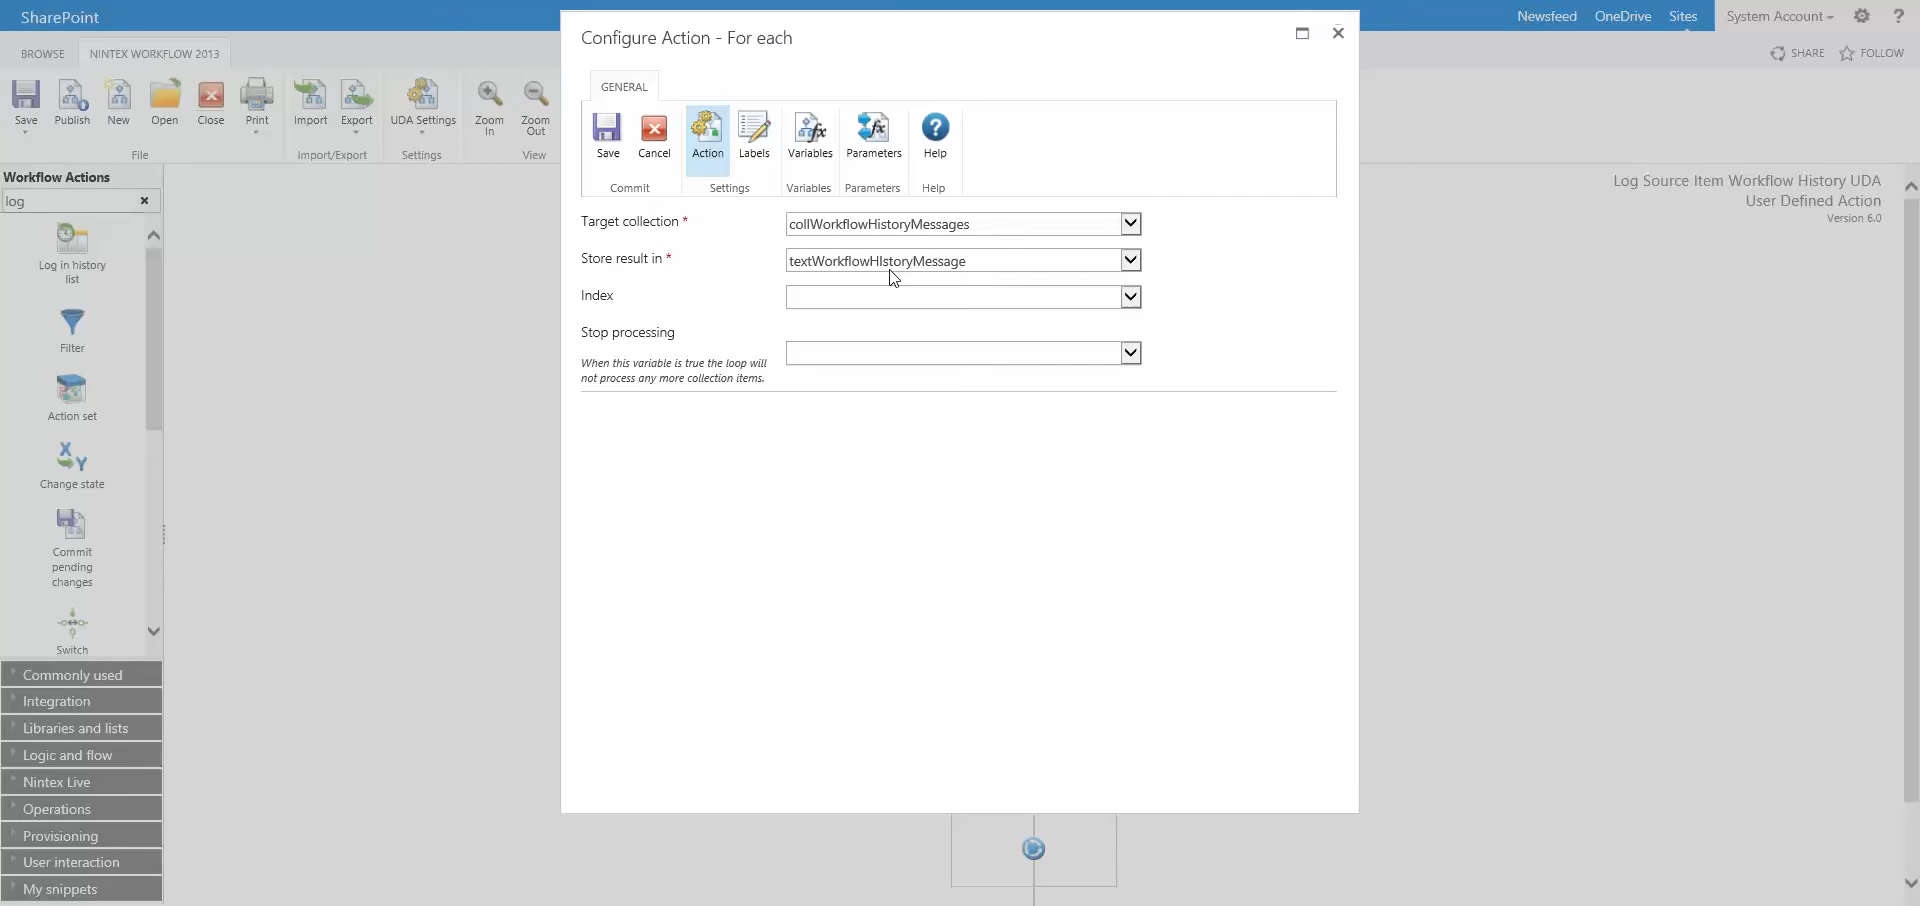 SharePoint
Newsfeed OneDrive Sites System Account ?
BROWSE NINTEX WORKFLOW 2013
SHARE FOLLOW
Save Publish New Open Close Print Import Export UDA Settings Zoom In Zoom Out
File Import/Export Settings View
Workflow Actions
log
Log in history list
Filter
Action set
Change state
Commit pending changes
Switch
Commonly used
Integration
Libraries and lists
Logic and flow
Nintex Live
Operations
Provisioning
User interaction
My snippets
Configure Action - For each
GENERAL
Save Cancel Action Labels Variables Parameters Help
Commit Settings Variables Parameters Help
Target collection * collWorkflowHistoryMessages
Store result in * textWorkflowHIstoryMessage
Index
Stop processing
When this variable is true the loop will
not process any more collection items.
Log Source Item Workflow History UDA
User Defined Action
Version 6.0